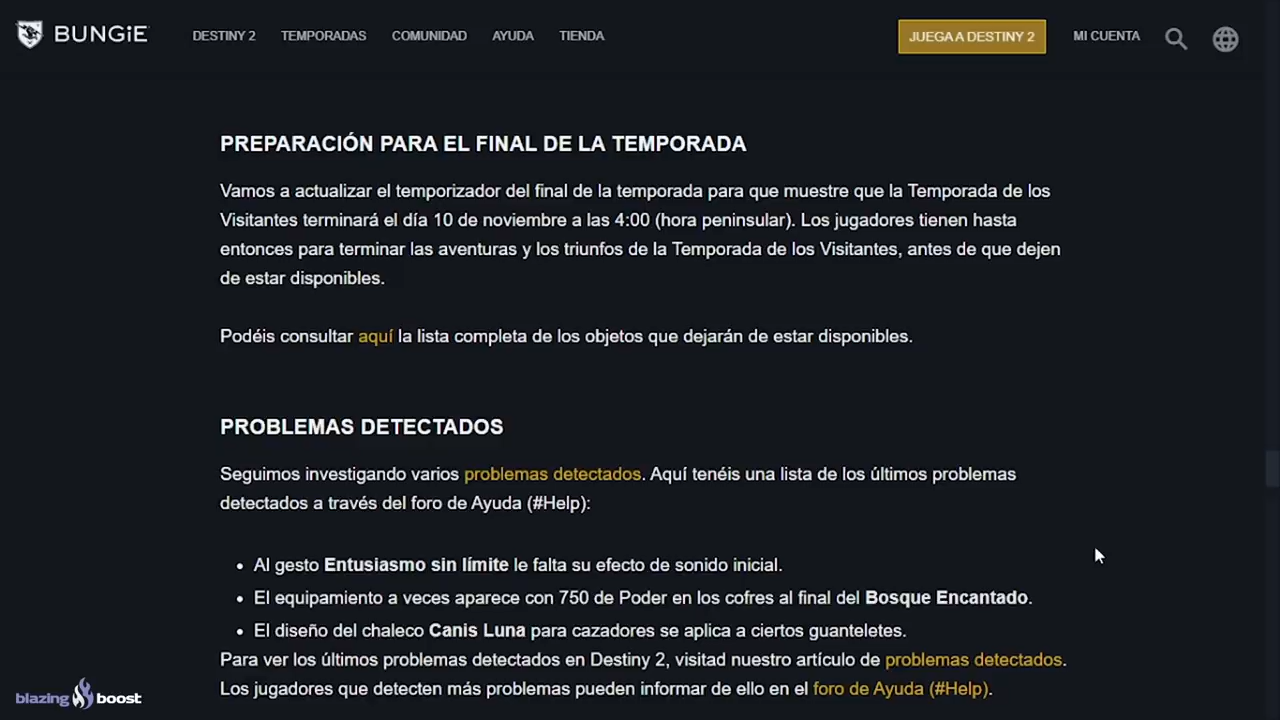 BUNGiE
DESTINY 2
TEMPORADAS
COMUNIDAD
AYUDA
TIENDA
JUEGA A DESTINY 2
MI CUENTA
PREPARACIÓN PARA EL FINAL DE LA TEMPORADA
Vamos a actualizar el temporizador del final de la temporada para que muestre que la Temporada de los
Visitantes terminará el día 10 de noviembre a las 4:00 (hora peninsular). Los jugadores tienen hasta
entonces para terminar las aventuras y los triunfos de la Temporada de los Visitantes, antes de que dejen
de estar disponibles.
Podéis consultar aquí la lista completa de los objetos que dejarán de estar disponibles.
PROBLEMAS DETECTADOS
Seguimos investigando varios problemas detectados. Aquí tenéis una lista de los últimos problemas
detectados a través del foro de Ayuda (#Help):
• Al gesto Entusiasmo sin límite le falta su efecto de sonido inicial.
• El equipamiento a veces aparece con 750 de Poder en los cofres al final del Bosque Encantado.
• El diseño del chaleco Canis Luna para cazadores se aplica a ciertos guanteletes.
Para ver los últimos problemas detectados en Destiny 2, visitad nuestro artículo de problemas detectados.
Los jugadores que detecten más problemas pueden informar de ello en el foro de Ayuda (#Help).
blazing boost